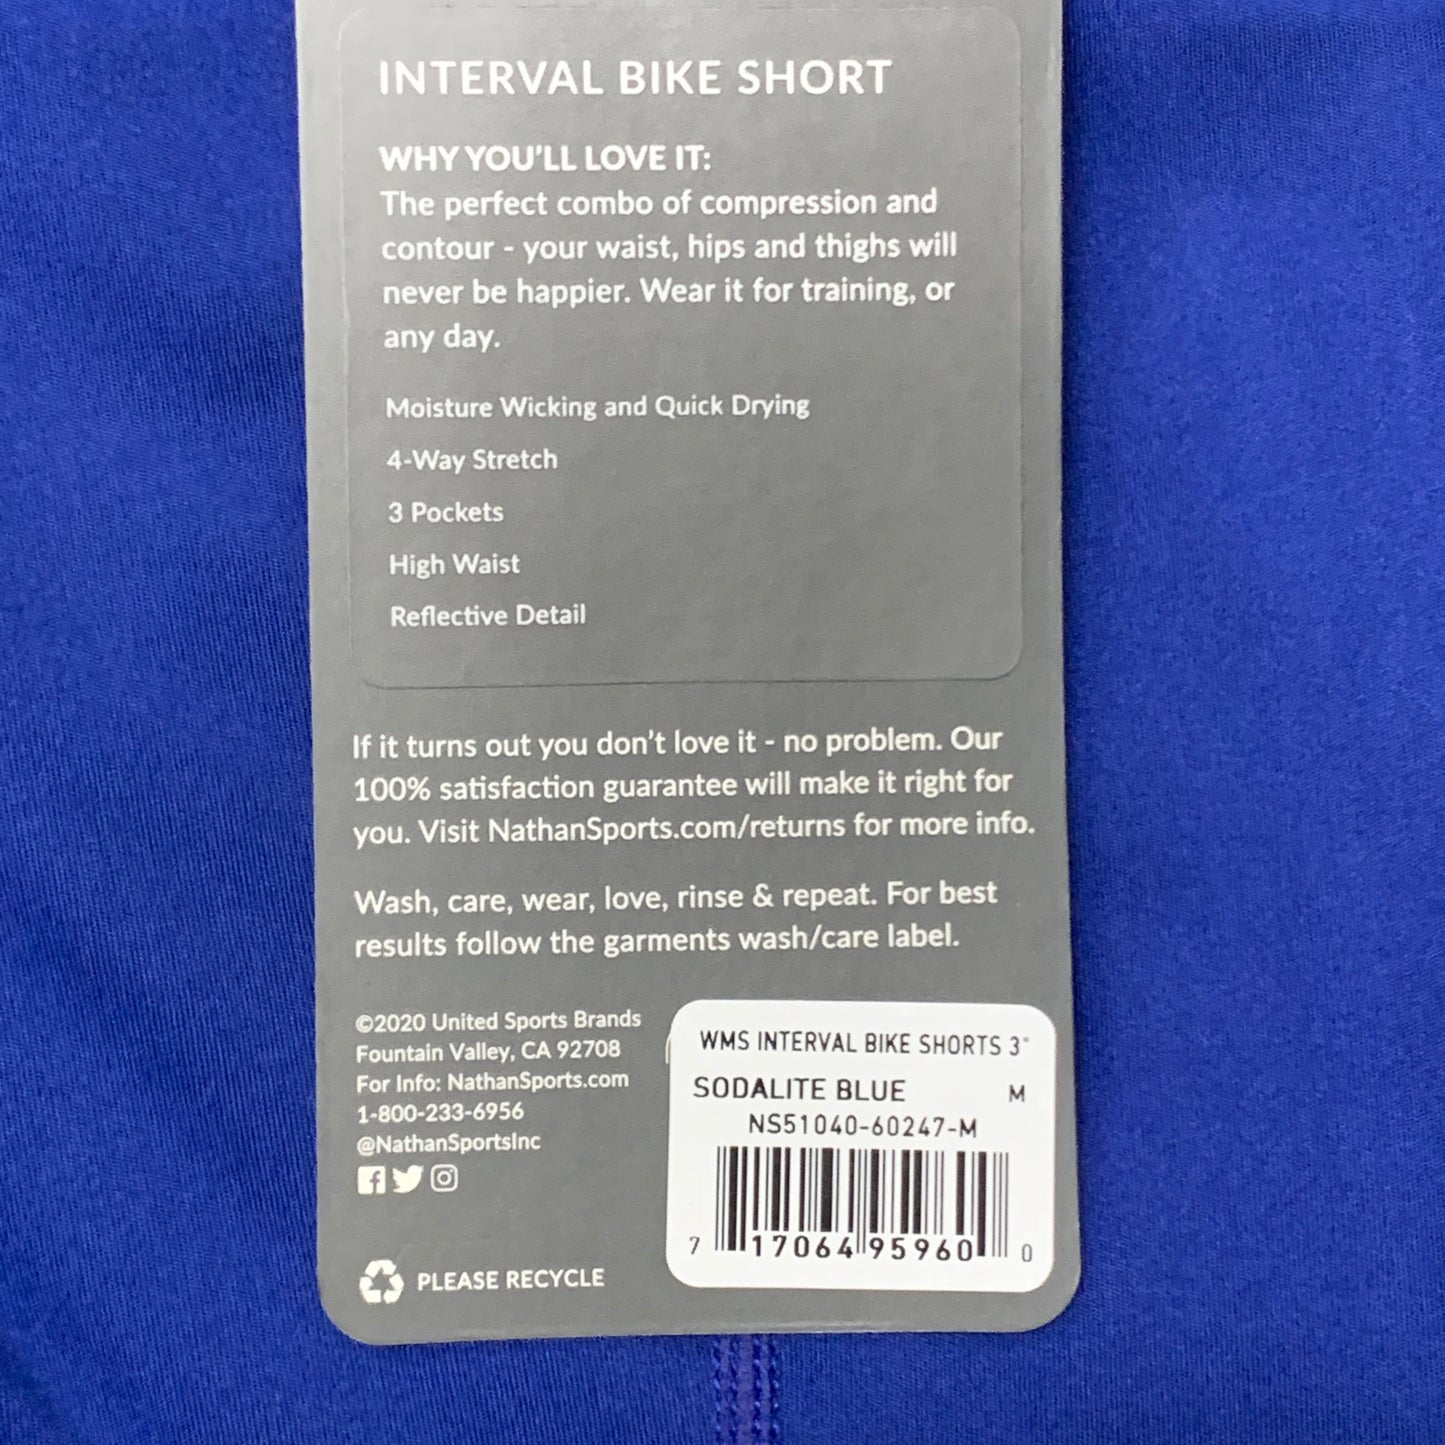 INTERVAL BIKE SHORT
WHY YOU'LL LOVE IT:
The perfect combo of compression and
contour - your waist, hips and thighs will
never be happier. Wear it for training, or
any day.
Moisture Wicking and Quick Drying
4-Way Stretch
3 Pockets
High Waist
Reflective Detail
If it turns out you don't love it - no problem. Our
100% satisfaction guarantee will make it right for
you. Visit NathanSports.com/returns for more info.
Wash, care, wear, love, rinse & repeat. For best
results follow the garments wash/care label.
©2020 United Sports Brands
Fountain Valley, CA 92708
For Info: NathanSports.com
1-800-233-6956
@NathanSportsInc
PLEASE RECYCLE
WMS INTERVAL BIKE SHORTS 3"
SODALITE BLUE M
NS51040-60247-M
7 17064 95960 0